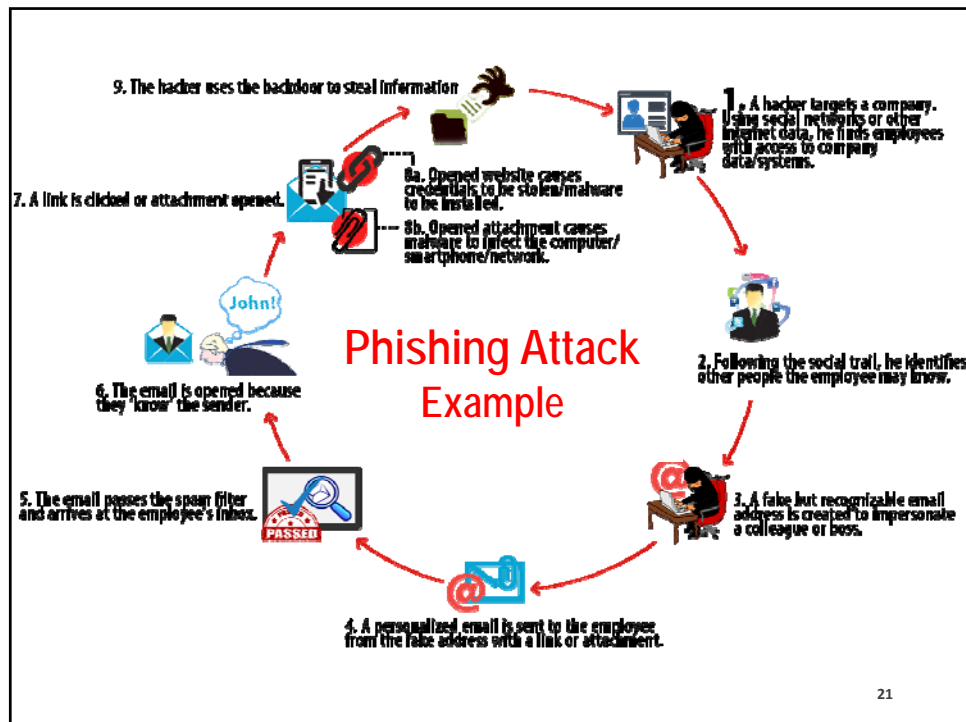 9. The hacker uses the backdoor to steal information
1. A hacker targets a company.
Using social networks or other
internet data, he finds employees
with access to company
data/systems.
8a. Opened website causes
credentials to be stolen/malware
to be installed.
7. A link is clicked or attachment opened.
8b. Opened attachment causes
malware to infect the computer/
smartphone/network.
John!
Phishing Attack
Example
2. Following the social trail, he identifies
other people the employee may know.
6. The email is opened because
they 'know' the sender.
5. The email passes the spam filter
and arrives at the employee's inbox.
PASSED
@
3. A fake but recognizable email
address is created to impersonate
a colleague or boss.
@
4. A personalized email is sent to the employee
from the fake address with a link or attachment.
21